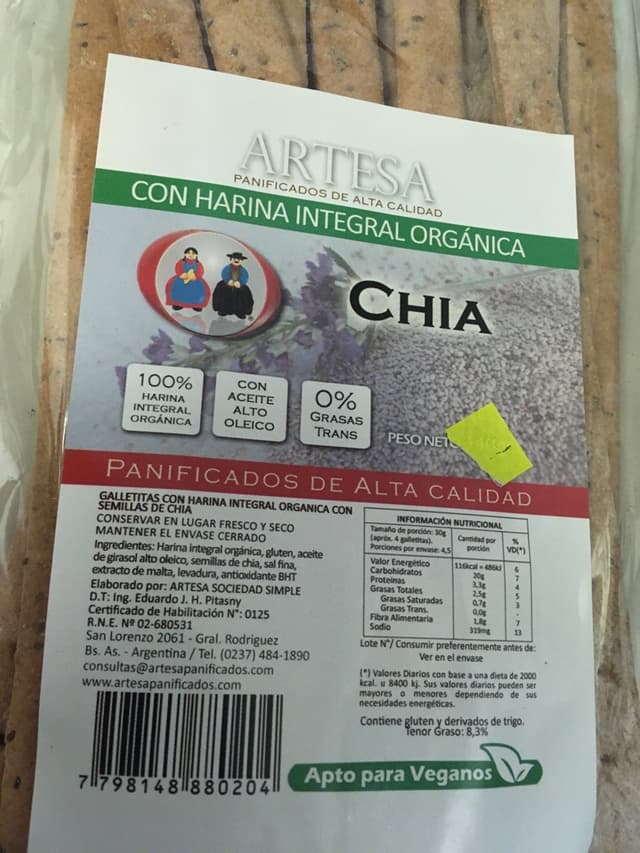 ARTESA
PANIFICADOS DE ALTA CALIDAD
CON HARINA INTEGRAL ORGÁNICA
CHIA
100%
HARINA
INTEGRAL
ORGÁNICA
CON
ACEITE
ALTO
OLEICO
0%
GRASAS
TRANS
PESO NET
PANIFICADOS DE ALTA CALIDAD
GALLETITAS CON HARINA INTEGRAL ORGANICA CON
SEMILLAS DE CHIA
CONSERVAR EN LUGAR FRESCO Y SECO
MANTENER EL ENVASE CERRADO
Ingredientes: Harina integral orgánica, gluten, aceite
de girasol alto oleico, semillas de chia, sal fina,
extracto de malta, levadura, antioxidante BHT
Elaborado por: ARTESA SOCIEDAD SIMPLE
D.T: Ing. Eduardo J. H. Pitasny
Certificado de Habilitación N°: 0125
R.N.E. Nº 02-680531
San Lorenzo 2061 - Gral. Rodriguez
Bs. As. - Argentina / Tel. (0237) 484-1890
consultas@artesapanificados.com
www.artesapanificados.com
7 798148 880204
INFORMACIÓN NUTRICIONAL
Tamaño de porción: 30g
(apróx. 4 galletitas).
Porciones por envase: 4,5
Cantidad por
porción
%
VD(*)
Valor Energético 116kcal = 486kJ 6
Carbohidratos 20g 7
Proteínas 3,3g 4
Grasas Totales 2,5g 5
Grasas Saturadas 0,7g 3
Grasas Trans. 0,0g
Fibra Alimentaria 1,8g 7
Sodio 319mg 13
Lote N°/ Consumir preferentemente antes de:
Ver en el envase
(*) Valores Diarios con base a una dieta de 2000
kcal. u 8400 kj. Sus valores diarios pueden ser
mayores o menores dependiendo de sus
necesidades energéticas.
Contiene gluten y derivados de trigo.
Tenor Graso: 8,3%
Apto para Veganos